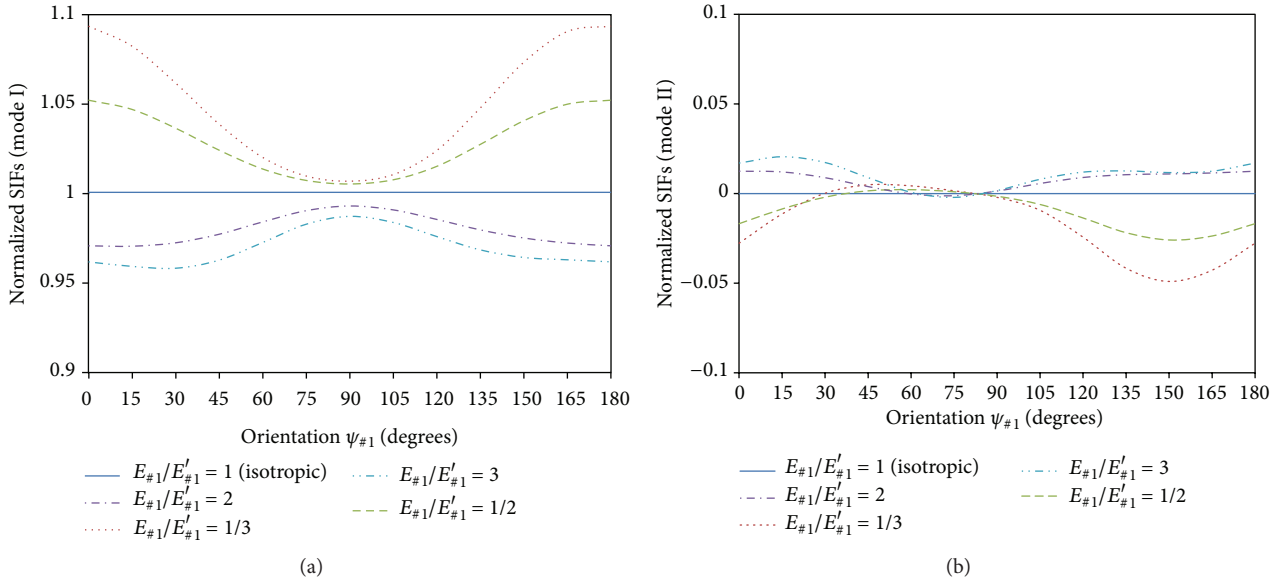 1.1
1.05
1
0.95
0.9
Normalized SIFs (mode I)
0 15 30 45 60 75 90 105 120 135 150 165 180
Orientation ψ#1 (degrees)
E#1/E′#1 = 1 (isotropic)
E#1/E′#1 = 2
E#1/E′#1 = 1/3
E#1/E′#1 = 3
E#1/E′#1 = 1/2
(a)
0.1
0.05
0
−0.05
−0.1
Normalized SIFs (mode II)
0 15 30 45 60 75 90 105 120 135 150 165 180
Orientation ψ#1 (degrees)
E#1/E′#1 = 1 (isotropic)
E#1/E′#1 = 2
E#1/E′#1 = 1/3
E#1/E′#1 = 3
E#1/E′#1 = 1/2
(b)